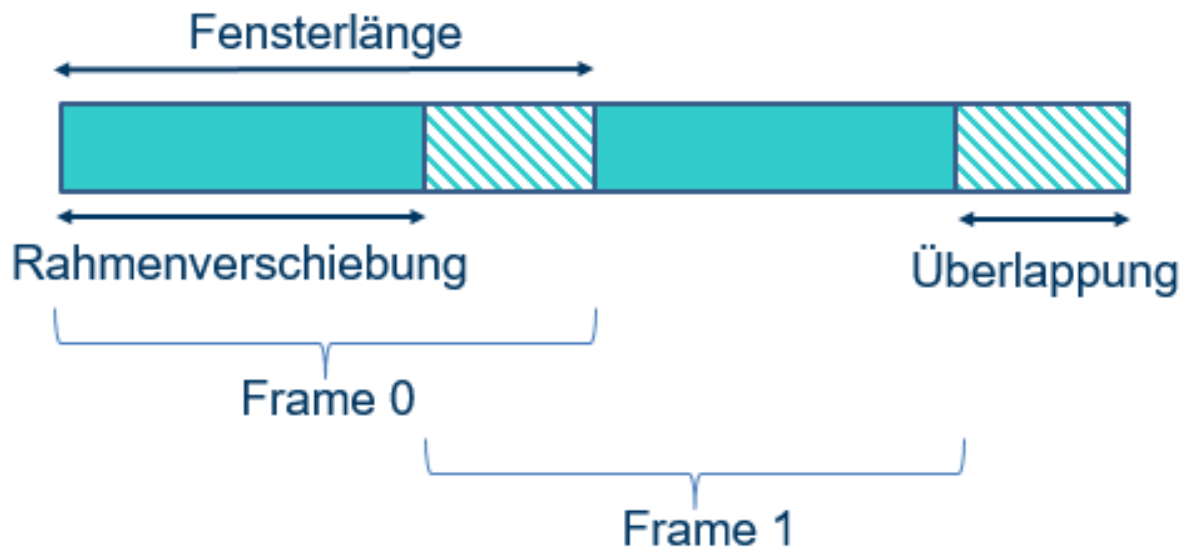 Fensterlänge
Rahmenverschiebung
Überlappung
Frame 0
Frame 1